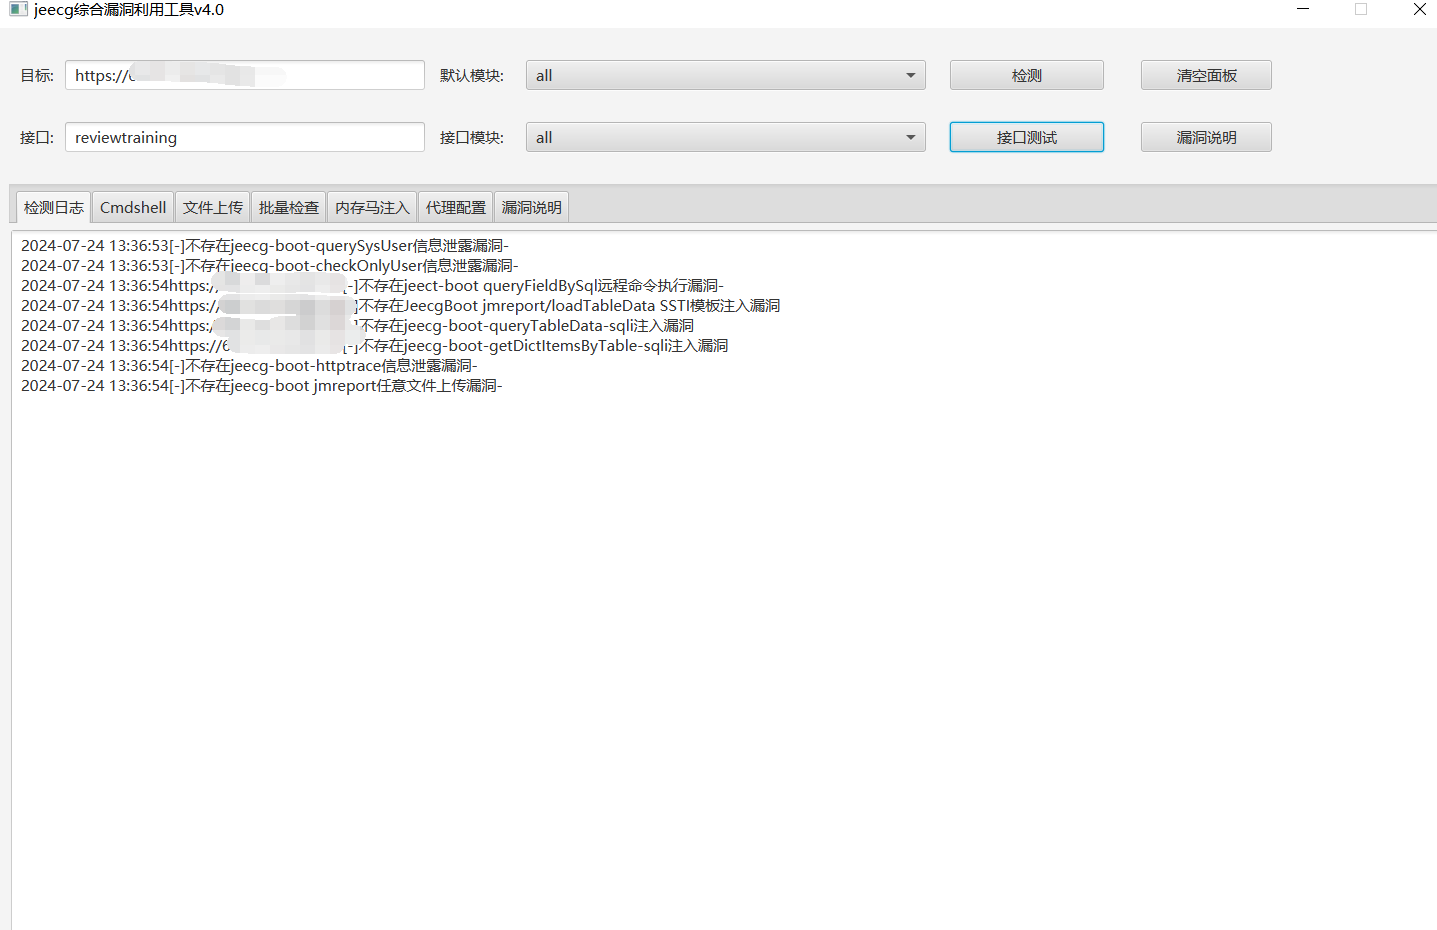 jeecg综合漏洞利用工具v4.0
目标: https:// 默认模块: all 检测 清空面板
接口: reviewtraining 接口模块: all 接口测试 漏洞说明
检测日志 Cmdshell 文件上传 批量检查 内存马注入 代理配置 漏洞说明
2024-07-24 13:36:53[-]不存在jeecg-boot-querySysUser信息泄露漏洞-
2024-07-24 13:36:53[-]不存在jeecg-boot-checkOnlyUser信息泄露漏洞-
2024-07-24 13:36:54https:/ [-]不存在jeect-boot queryFieldBySql远程命令执行漏洞-
2024-07-24 13:36:54https:/ ]不存在JeecgBoot jmreport/loadTableData SSTI模板注入漏洞
2024-07-24 13:36:54https:/ ]不存在jeecg-boot-queryTableData-sqli注入漏洞
2024-07-24 13:36:54https://6 [-]不存在jeecg-boot-getDictItemsByTable-sqli注入漏洞
2024-07-24 13:36:54[-]不存在jeecg-boot-httptrace信息泄露漏洞-
2024-07-24 13:36:54[-]不存在jeecg-boot jmreport任意文件上传漏洞-